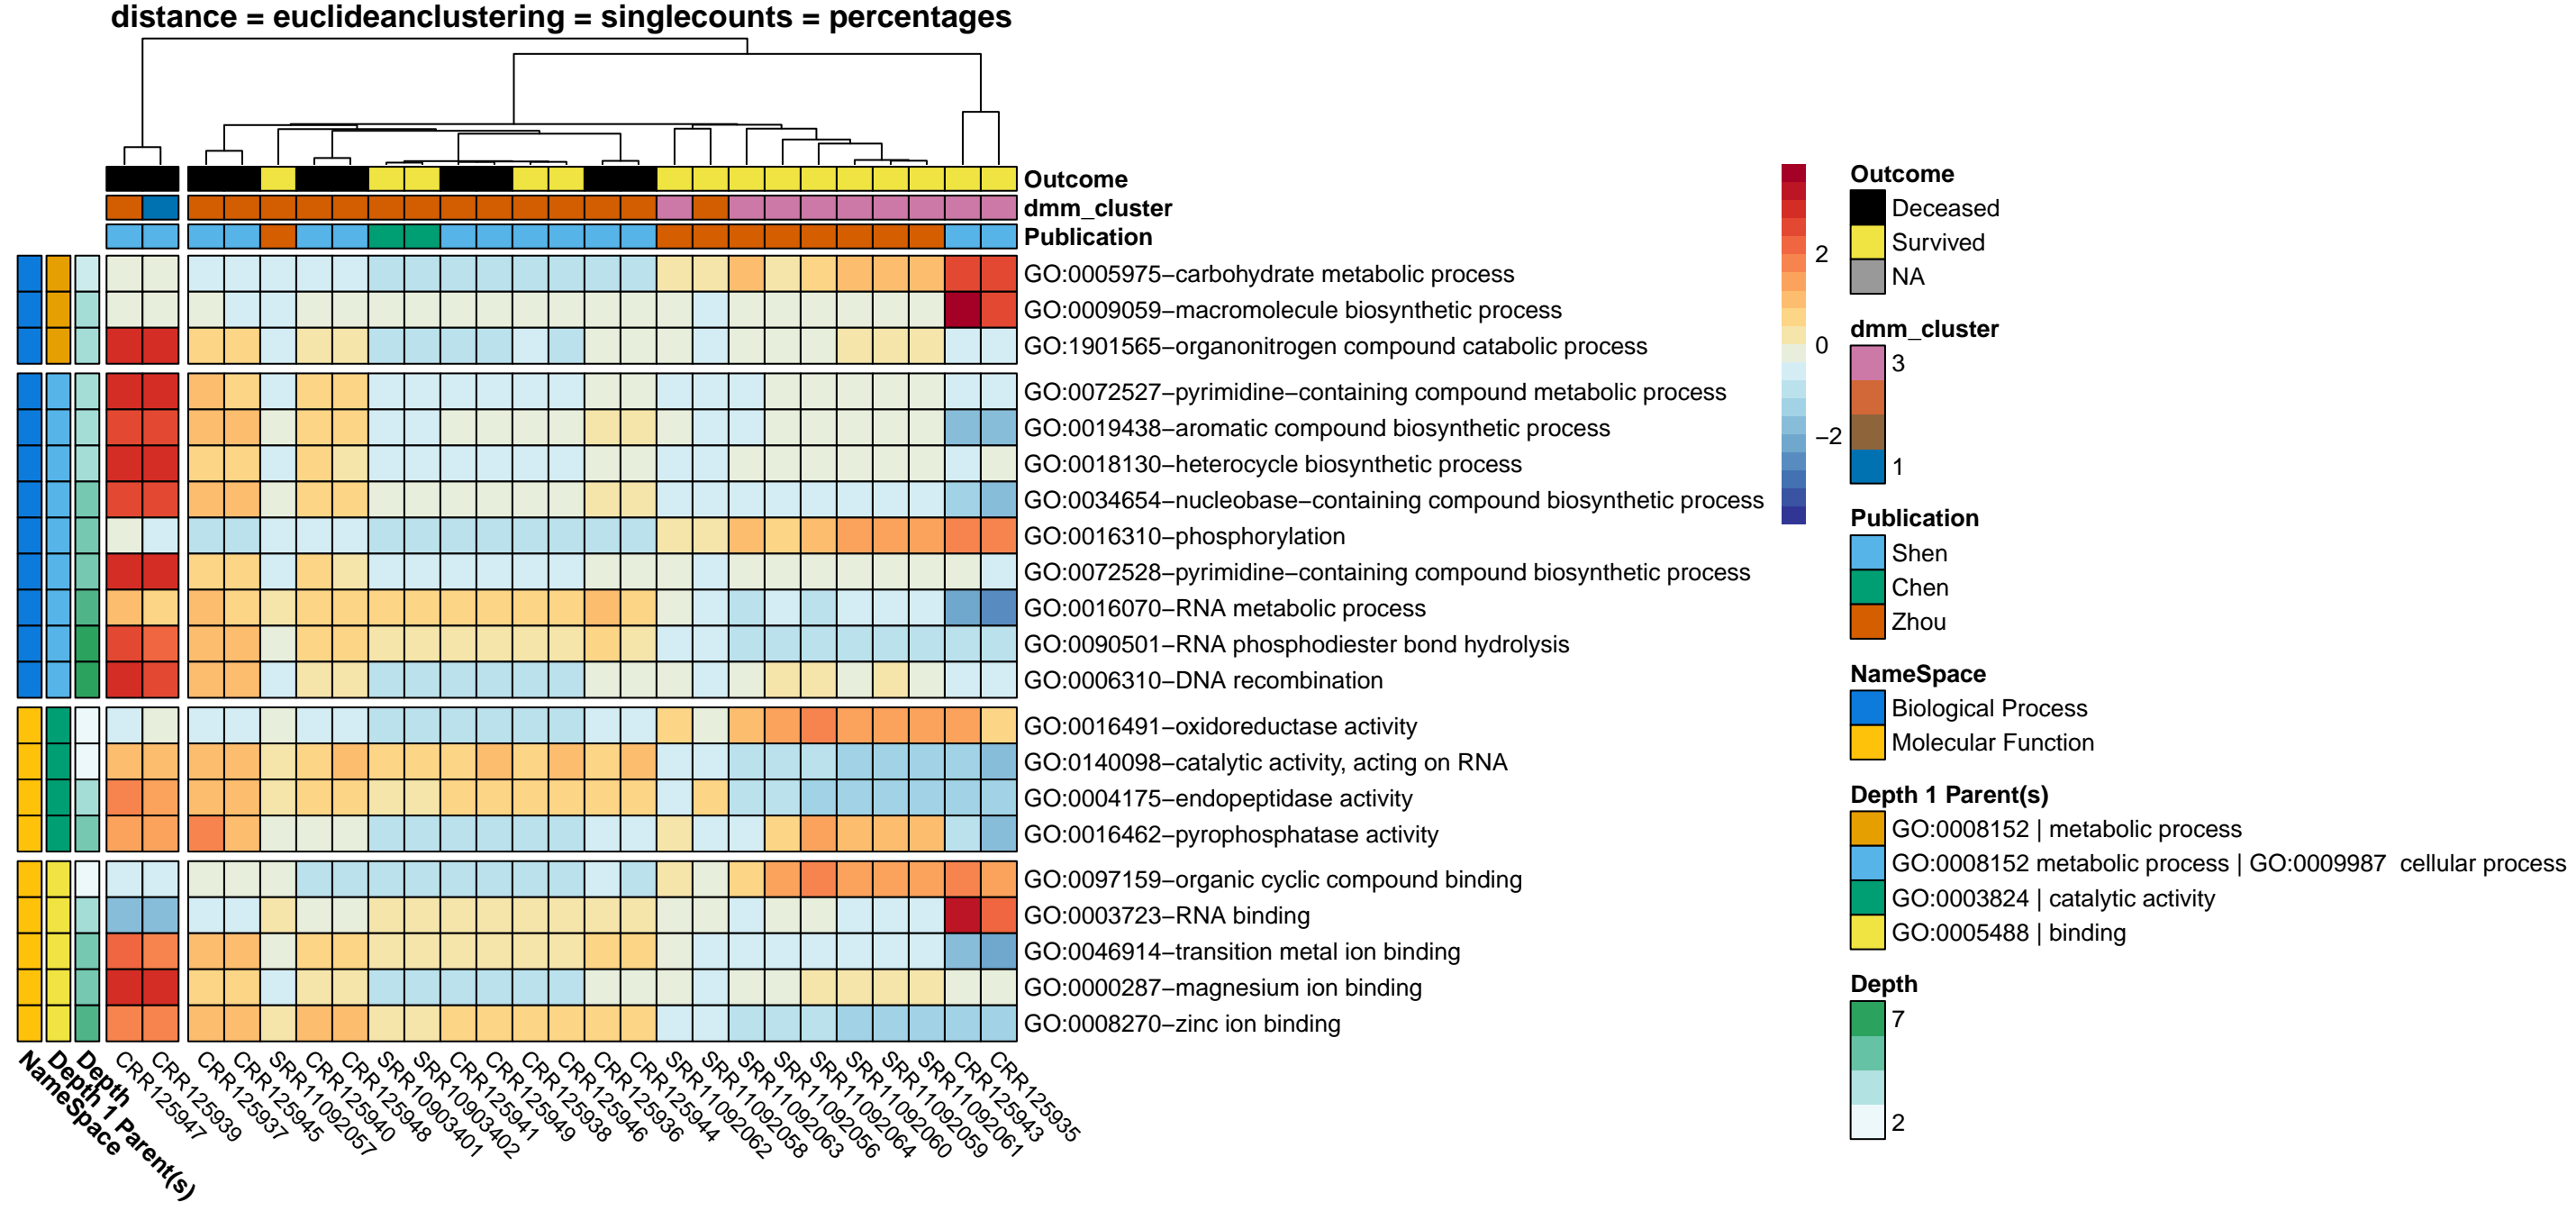 distance = euclideanclustering = singlecounts = percentages
Outcome
dmm_cluster
Publication
GO:0005975−carbohydrate metabolic process
GO:0009059−macromolecule biosynthetic process
GO:1901565−organonitrogen compound catabolic process
GO:0072527−pyrimidine−containing compound metabolic process
GO:0019438−aromatic compound biosynthetic process
GO:0018130−heterocycle biosynthetic process
GO:0034654−nucleobase−containing compound biosynthetic process
GO:0016310−phosphorylation
GO:0072528−pyrimidine−containing compound biosynthetic process
GO:0016070−RNA metabolic process
GO:0090501−RNA phosphodiester bond hydrolysis
GO:0006310−DNA recombination
GO:0016491−oxidoreductase activity
GO:0140098−catalytic activity, acting on RNA
GO:0004175−endopeptidase activity
GO:0016462−pyrophosphatase activity
GO:0097159−organic cyclic compound binding
GO:0003723−RNA binding
GO:0046914−transition metal ion binding
GO:0000287−magnesium ion binding
GO:0008270−zinc ion binding
NameSpace
Depth 1 Parent(s)
Depth
CRR125947
CRR125939
CRR125937
CRR125945
SRR11092057
CRR125940
CRR125948
SRR10903401
SRR10903402
CRR125941
CRR125949
CRR125938
CRR125946
CRR125936
CRR125944
SRR11092062
SRR11092058
SRR11092063
SRR11092056
SRR11092064
SRR11092060
SRR11092059
SRR11092061
CRR125943
CRR125935
2
0
−2
Outcome
Deceased
Survived
NA
dmm_cluster
3
1
Publication
Shen
Chen
Zhou
NameSpace
Biological Process
Molecular Function
Depth 1 Parent(s)
GO:0008152 | metabolic process
GO:0008152 metabolic process | GO:0009987  cellular process
GO:0003824 | catalytic activity
GO:0005488 | binding
Depth
7
2